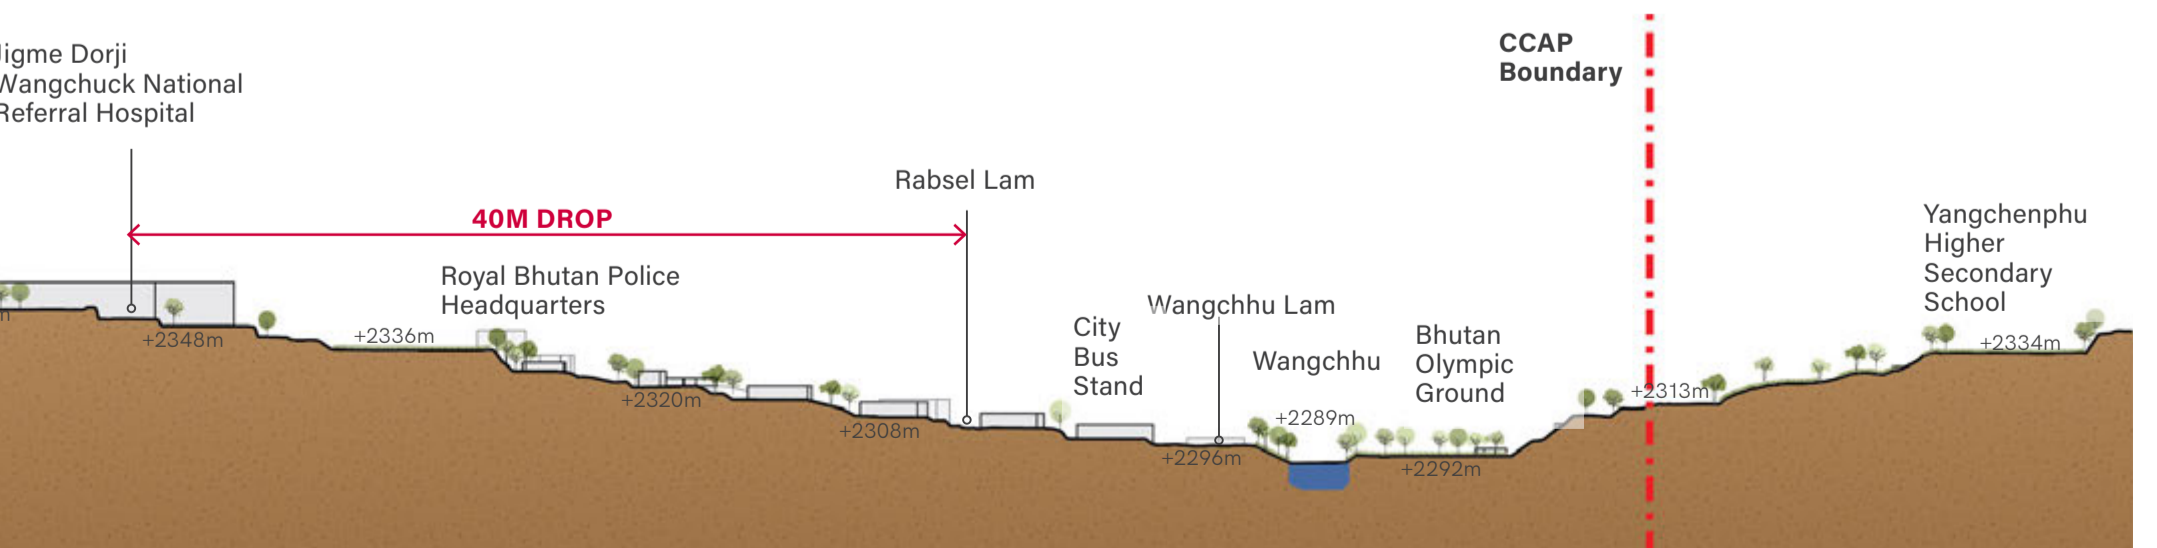 Jigme Dorji
Wangchuck National
Referral Hospital
CCAP
Boundary
Rabsel Lam
40M DROP
Yangchenphu
Higher
Secondary
School
Royal Bhutan Police
Headquarters
Wangchhu Lam
City
Bus
Stand
Wangchhu
Bhutan
Olympic
Ground
m
+2348m
+2336m
+2320m
+2308m
+2296m
+2289m
+2292m
+2313m
+2334m